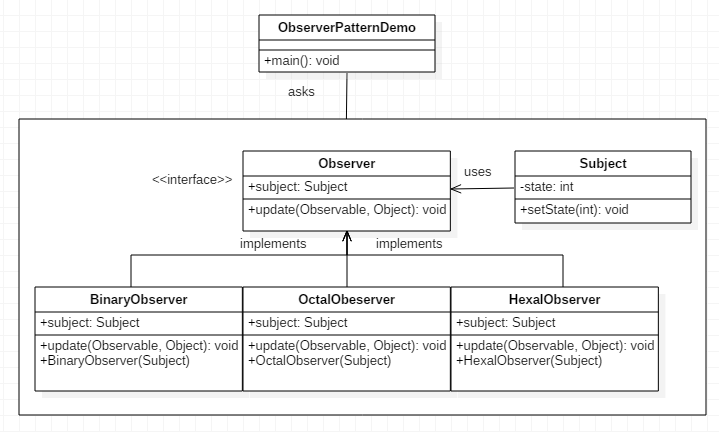 ObserverPatternDemo
+main(): void
asks
<<interface>>
Observer
+subject: Subject
+update(Observable, Object): void
uses
Subject
-state: int
+setState(int): void
implements
implements
BinaryObserver
+subject: Subject
+update(Observable, Object): void
+BinaryObserver(Subject)
OctalObeserver
+subject: Subject
+update(Observable, Object): void
+OctalObserver(Subject)
HexalObserver
+subject: Subject
+update(Observable, Object): void
+HexalObserver(Subject)